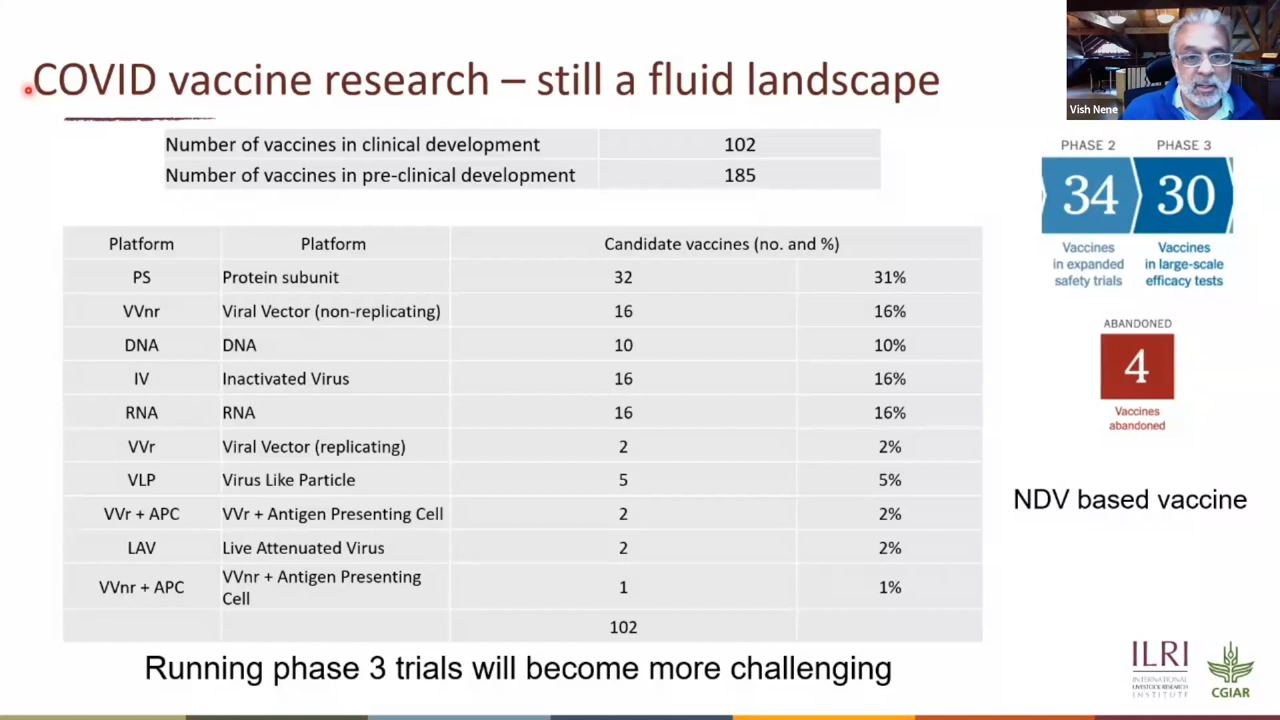 COVID vaccine research – still a fluid landscape
Vish Nene
Number of vaccines in clinical development 102
Number of vaccines in pre-clinical development 185
PHASE 2 PHASE 3
34 30
Vaccines in expanded safety trials
Vaccines in large-scale efficacy tests
ABANDONED
4
Vaccines abandoned
NDV based vaccine
Platform Platform Candidate vaccines (no. and %)
PS Protein subunit 32 31%
VVnr Viral Vector (non-replicating) 16 16%
DNA DNA 10 10%
IV Inactivated Virus 16 16%
RNA RNA 16 16%
VVr Viral Vector (replicating) 2 2%
VLP Virus Like Particle 5 5%
VVr + APC VVr + Antigen Presenting Cell 2 2%
LAV Live Attenuated Virus 2 2%
VVnr + APC VVnr + Antigen Presenting Cell 1 1%
102
Running phase 3 trials will become more challenging
ILRI
INTERNATIONAL
LIVESTOCK RESEARCH
INSTITUTE
CGIAR